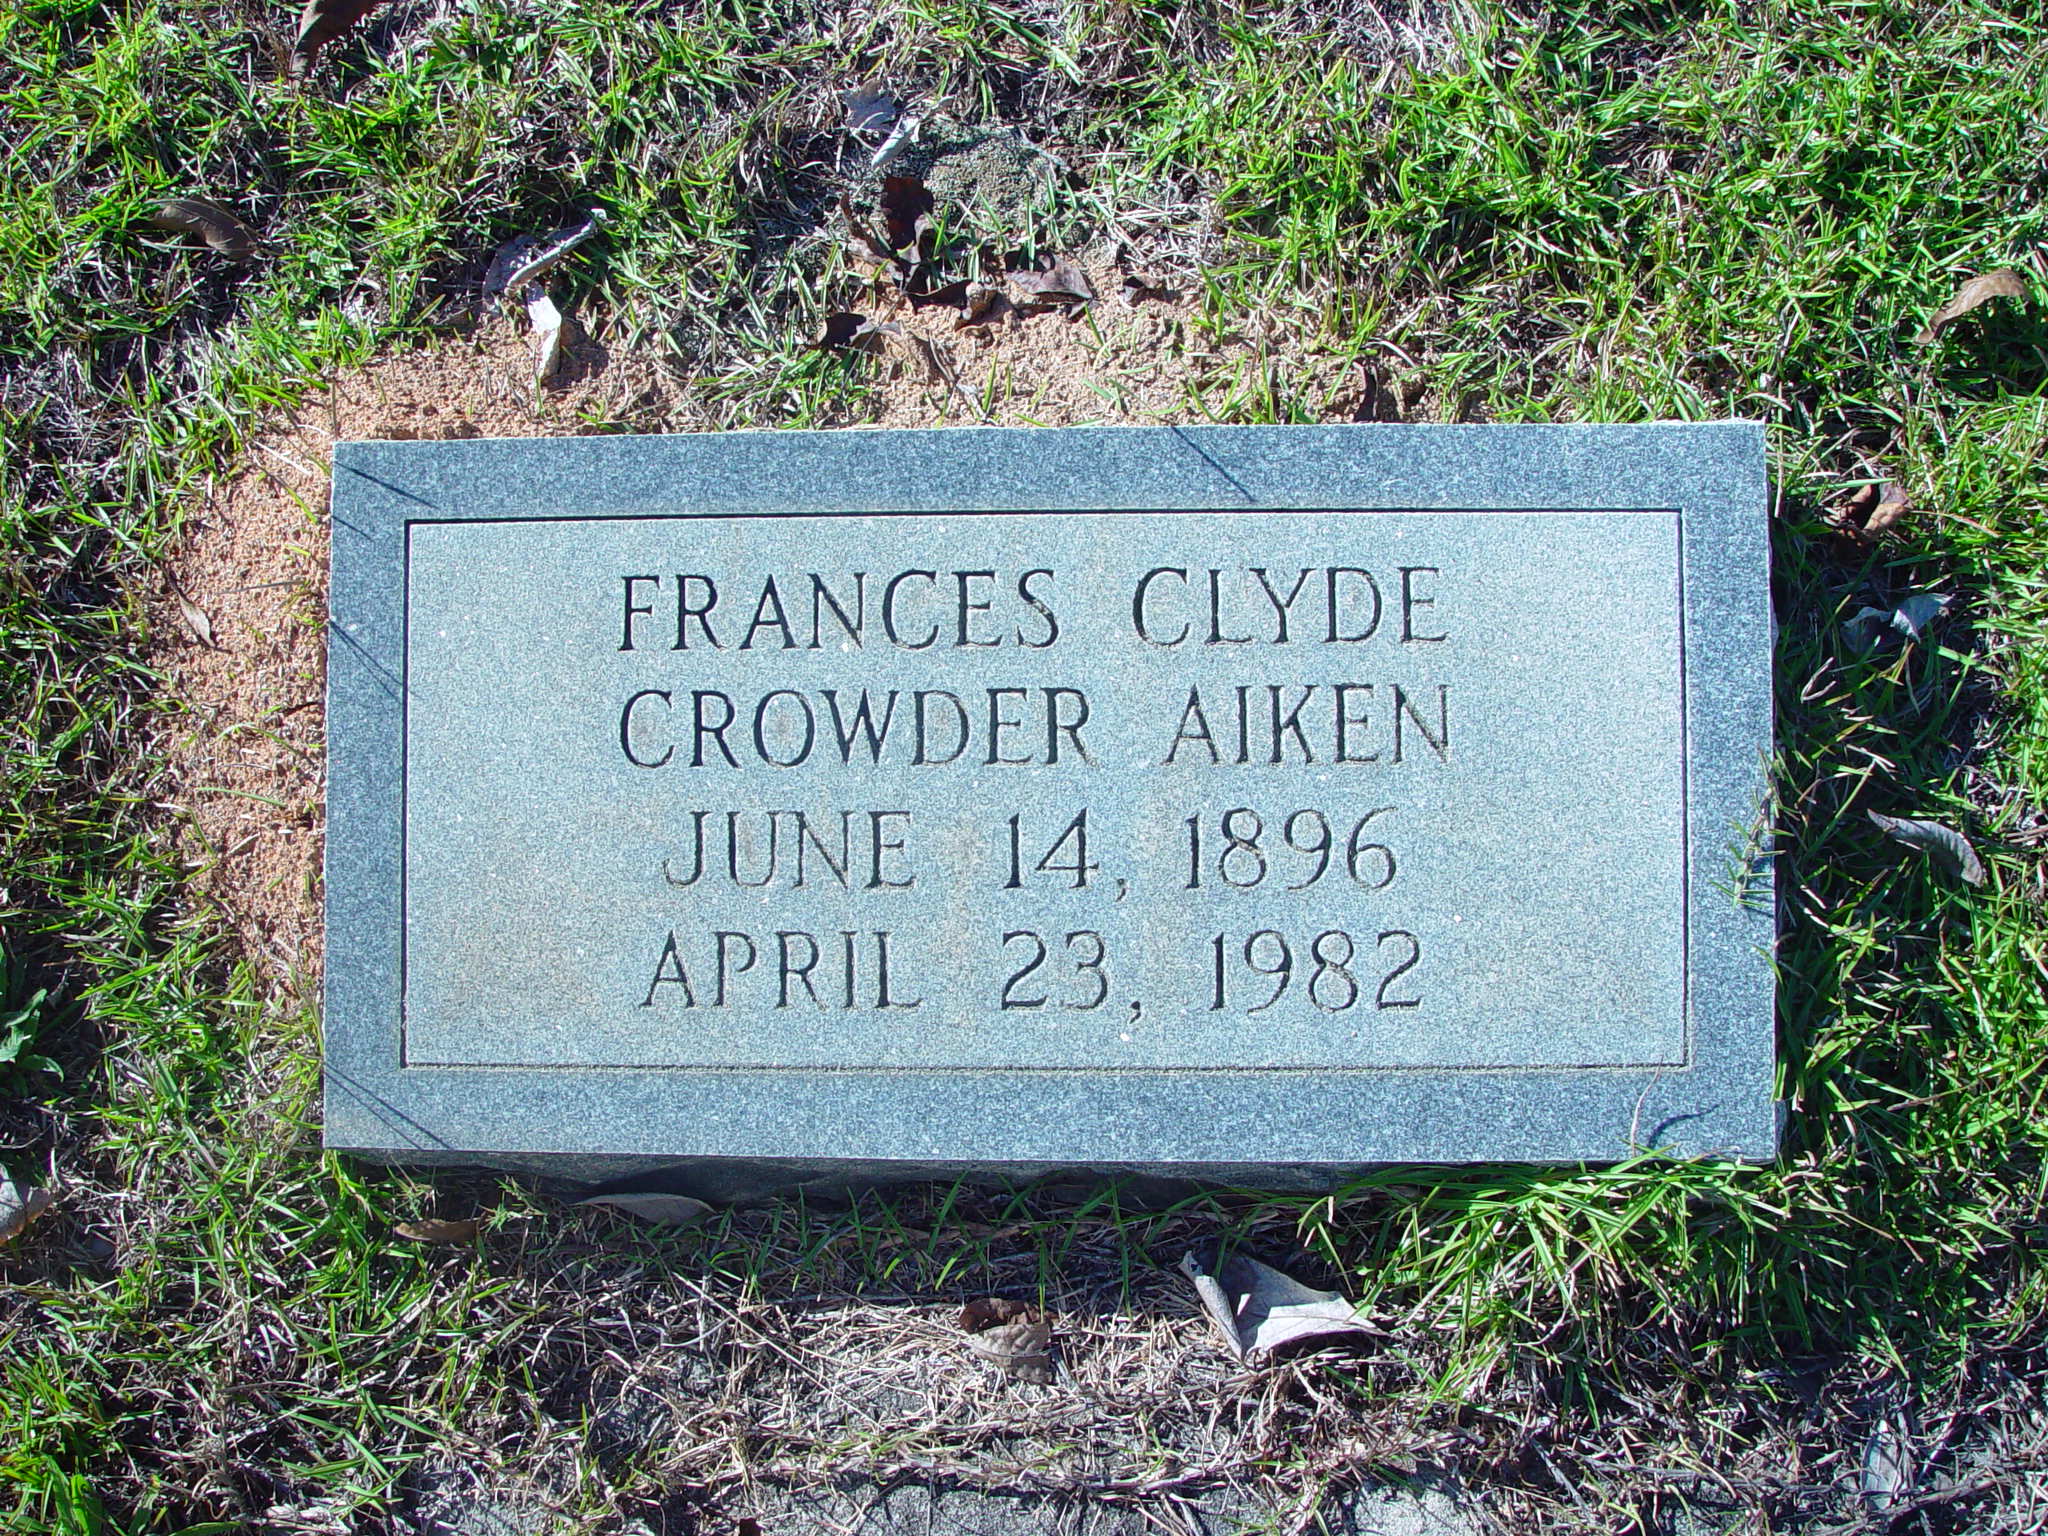 FRANCES CLYDE
CROWDER AIKEN
JUNE 14, 1896
APRIL 23, 1982